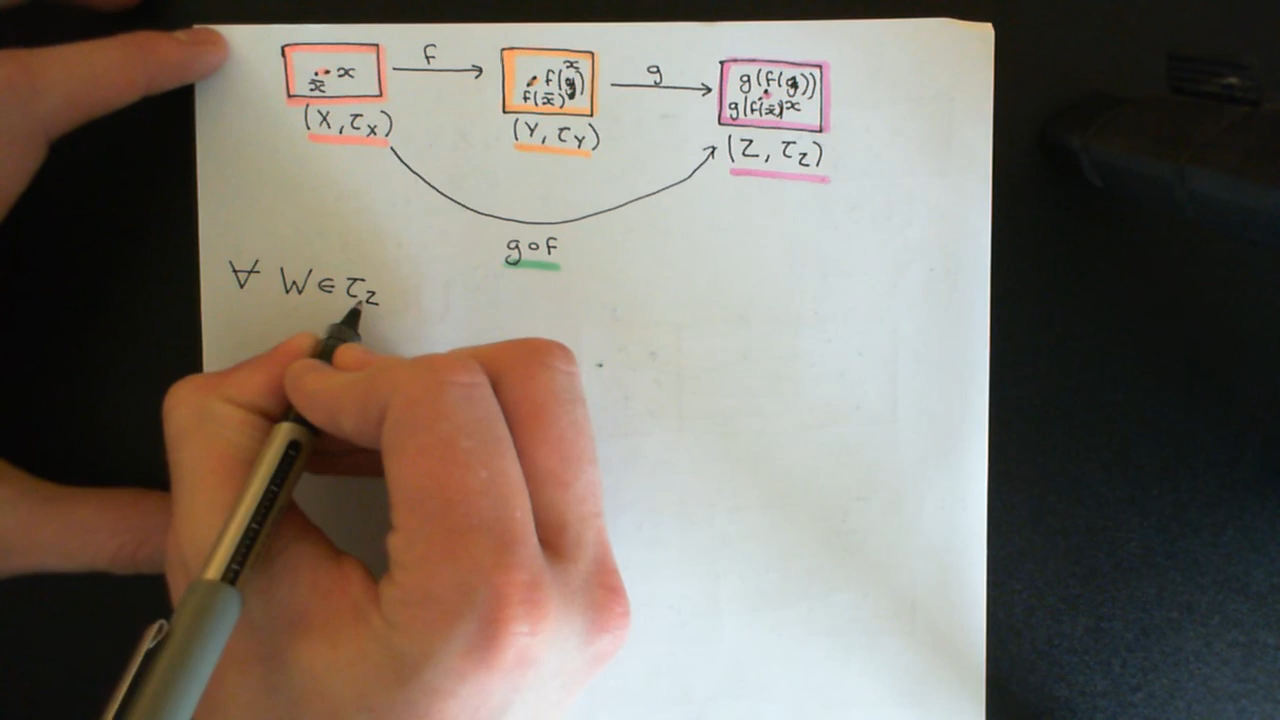 x f f(x) g g(f(x))
x̄ f(x̄) g(f(x̄))
(X, τ_X) (Y, τ_Y) (Z, τ_Z)
g∘f
∀ W ∈ τ_Z